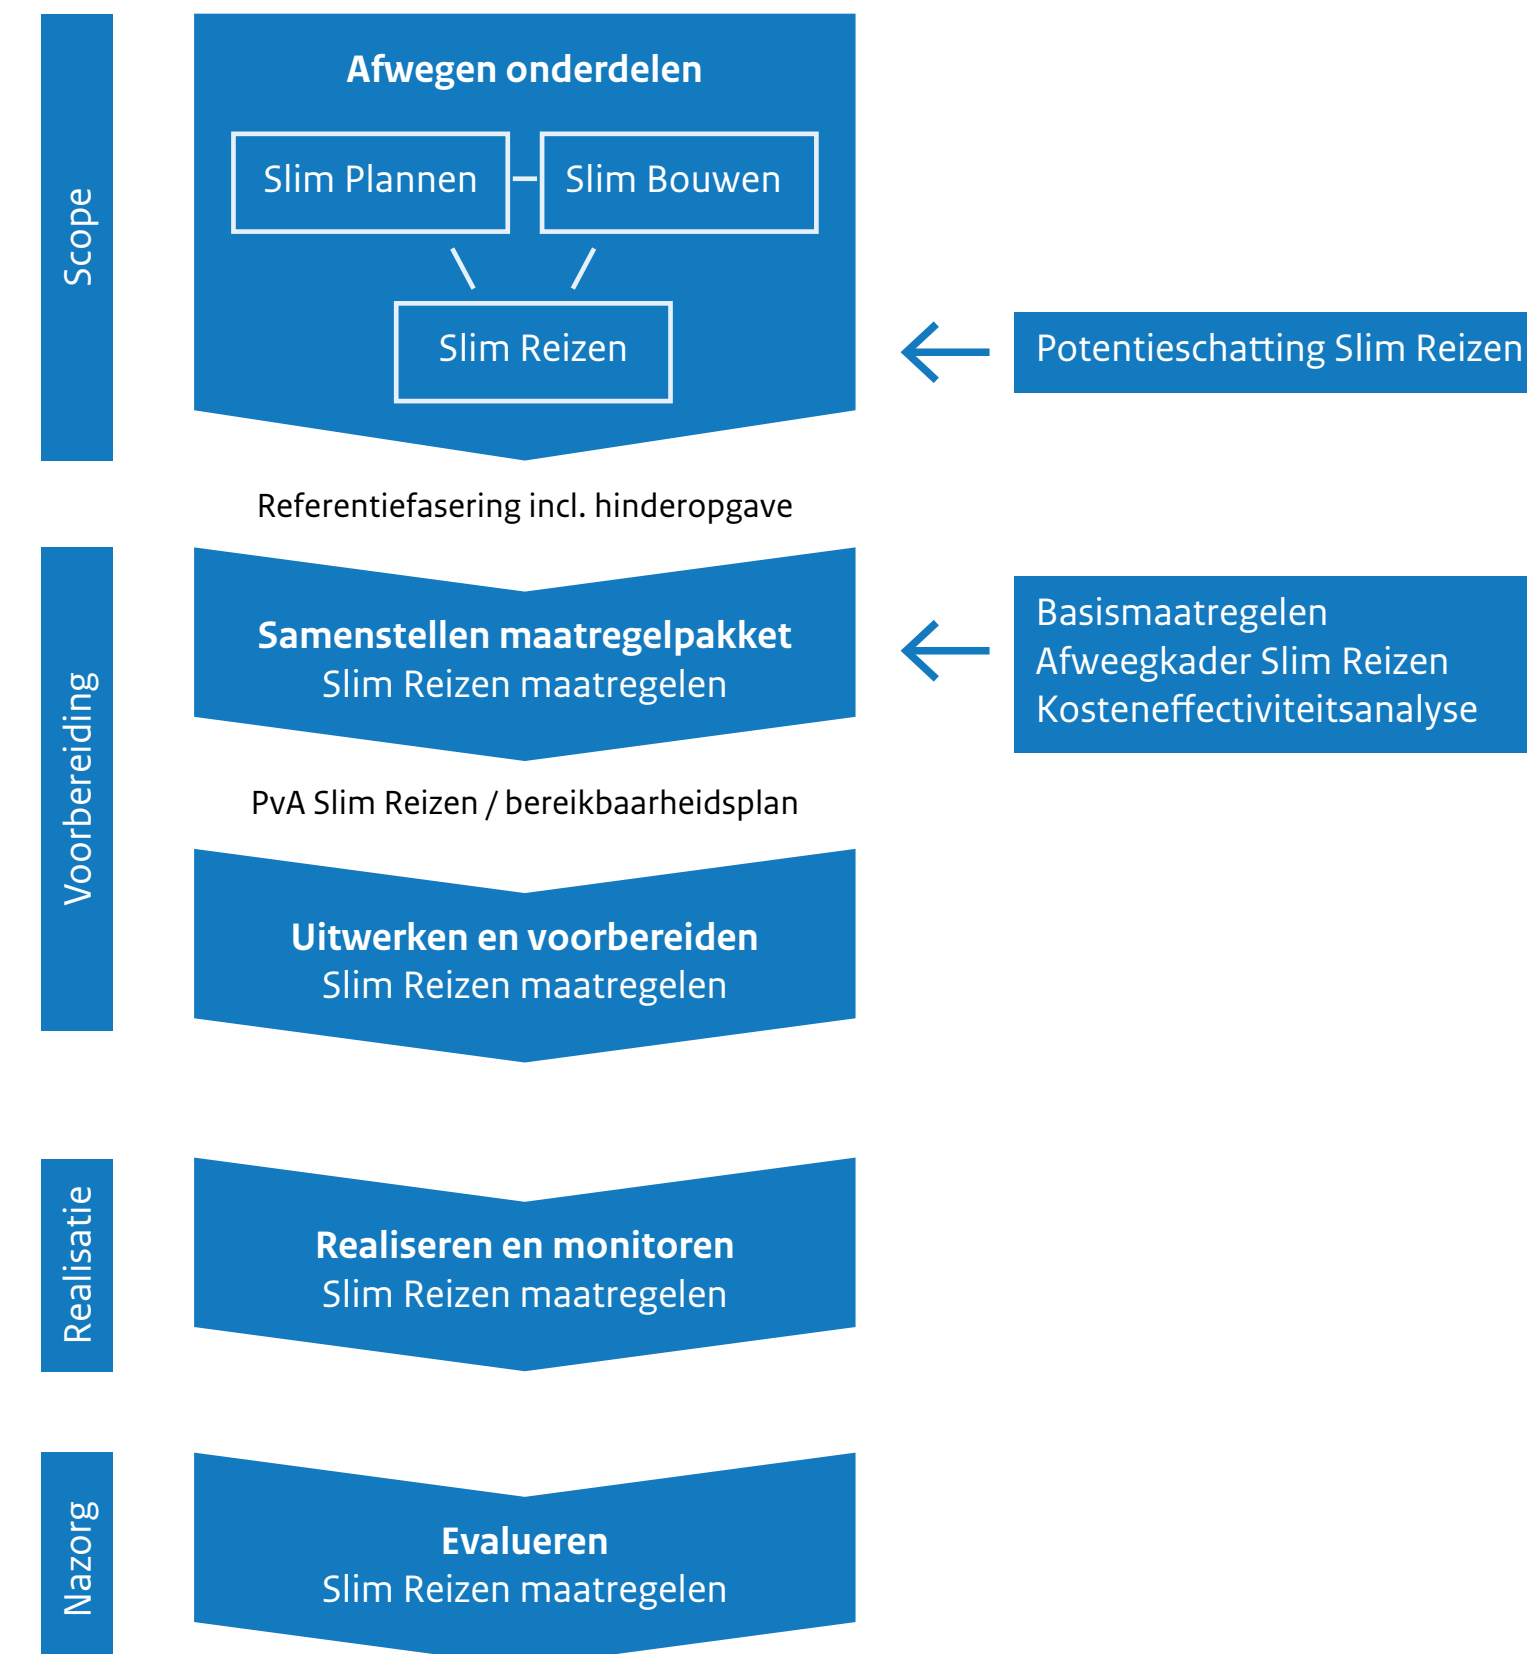 Scope
Afwegen onderdelen
Slim Plannen
Slim Bouwen
Slim Reizen
Potentieschatting Slim Reizen
Referentiefasering incl. hinderopgave
Voorbereiding
Samenstellen maatregelpakket
Slim Reizen maatregelen
Basismaatregelen
Afweegkader Slim Reizen
Kosteneffectiviteitsanalyse
PvA Slim Reizen / bereikbaarheidsplan
Uitwerken en voorbereiden
Slim Reizen maatregelen
Realisatie
Realiseren en monitoren
Slim Reizen maatregelen
Nazorg
Evalueren
Slim Reizen maatregelen